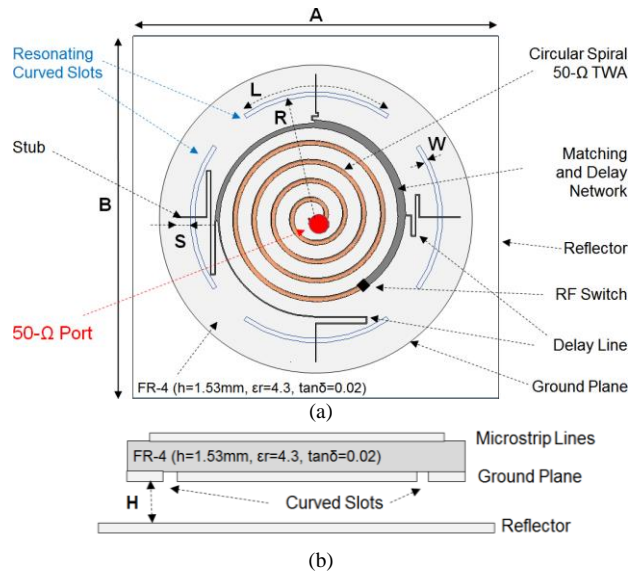 A
Resonating
Curved Slots
Circular Spiral
50-Ω TWA
L
R
W
Stub
Matching
and Delay
Network
B
S
Reflector
RF Switch
50-Ω Port
Delay Line
Ground Plane
FR-4 (h=1.53mm, εr=4.3, tanδ=0.02)
(a)
Microstrip Lines
FR-4 (h=1.53mm, εr=4.3, tanδ=0.02)
Ground Plane
H
Curved Slots
Reflector
(b)